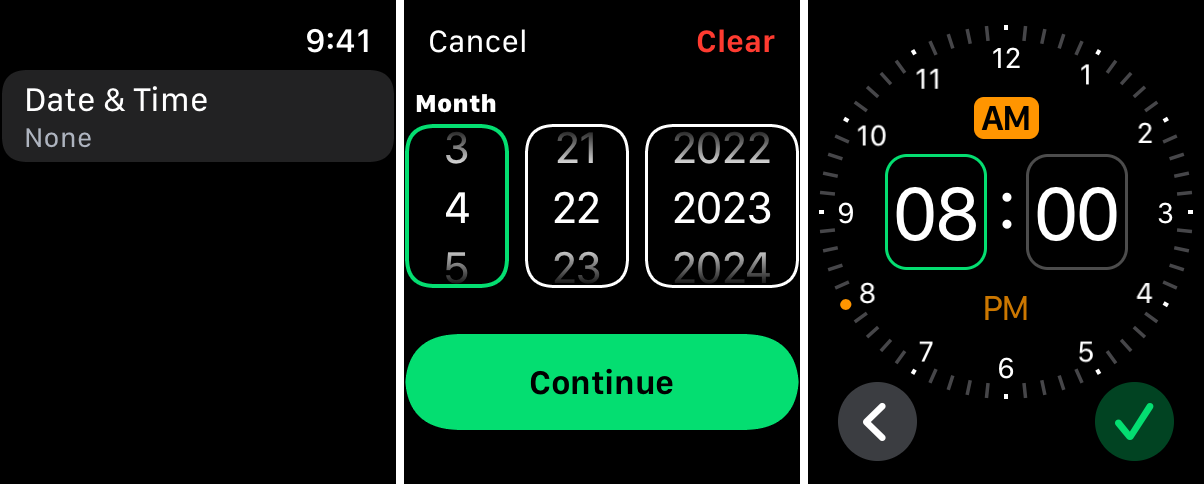 9:41
Date & Time
None
Cancel Clear
Month
3 21 2022
4 22 2023
5 23 2024
Continue
12
11 1
AM
10 2
08:00
9 3
8 4
PM
7 5
6